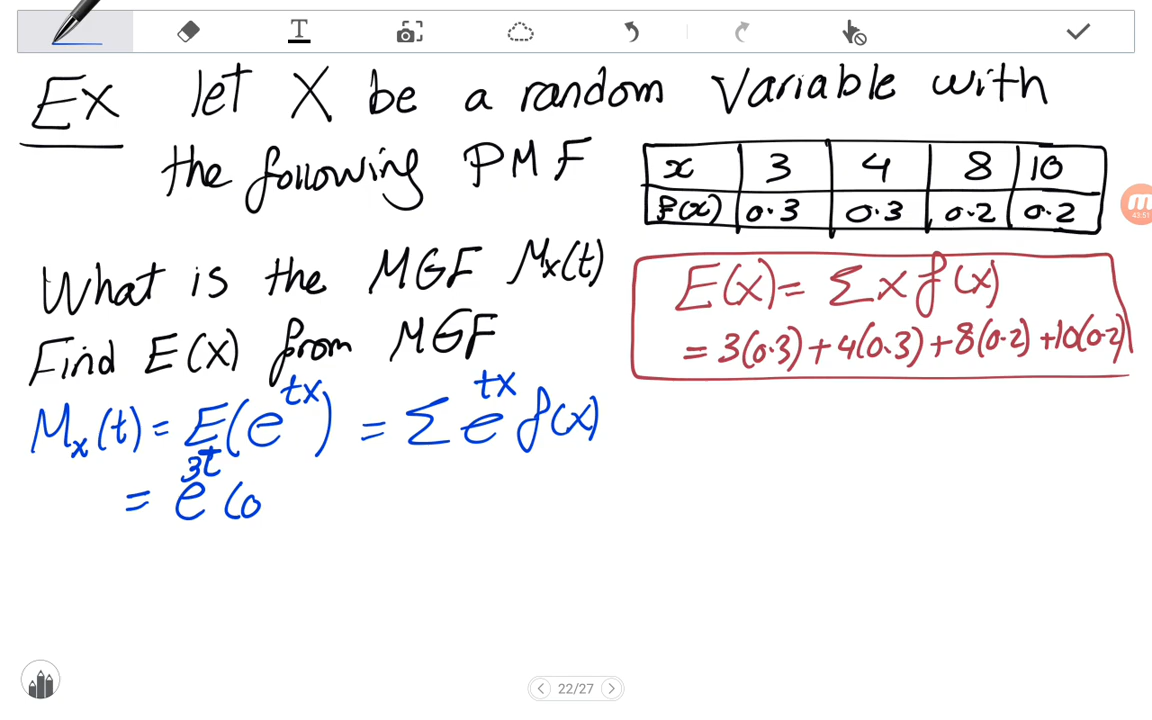 T
Ex let X be a random variable with
the following PMF
x 3 4 8 10
f(x) 0.3 0.3 0.2 0.2
43:51
What is the MGF Mx(t)
E(X) = Σ x f(x)
= 3(0.3) + 4(0.3) + 8(0.2) + 10(0.2)
Find E(X) from MGF
Mx(t) = E(e^tx) = Σ e^tx f(x)
= e^3t (0
22/27